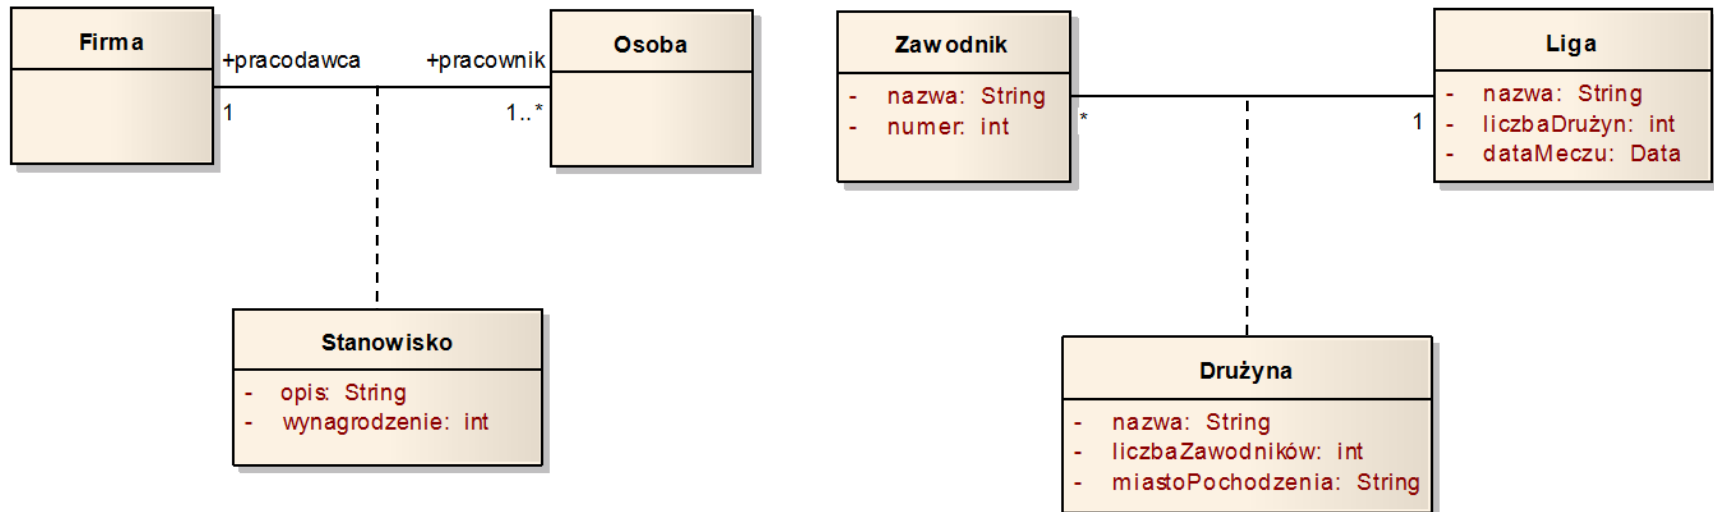 Firma
+pracodawca
+pracownik
1
1..*
Osoba
Stanowisko
- opis: String
- wynagrodzenie: int
Zawodnik
- nazwa: String
- numer: int
*
1
Liga
- nazwa: String
- liczbaDrużyn: int
- dataMeczu: Data
Drużyna
- nazwa: String
- liczbaZawodników: int
- miastoPochodzenia: String